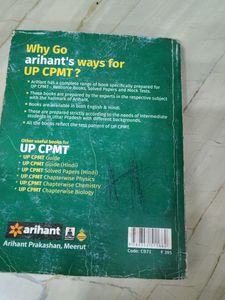 Why Go
arihant's ways for
UP CPMT ?
• Arihant has a complete range of book specifically prepared for
UP CPMT - Resource Books, Solved Papers and Mock Tests.
• These books are prepared by the experts in the respective subject
with the hallmark of Arihant.
• Books are available in both English & Hindi.
• These are prepared strictly according to the needs of Intermediate
students in Uttar Pradesh with different backgrounds.
• All the books reflect the test pattern of UP CPMT.
Other useful books for
UP CPMT
• UP CPMT Guide
• UP CPMT Guide (Hindi)
• UP CPMT Solved Papers (Hindi)
• UP CPMT Chapterwise Physics
• UP CPMT Chapterwise Chemistry
• UP CPMT Chapterwise Biology
arihant
Arihant Prakashan, Meerut
Code: C071
₹ 395